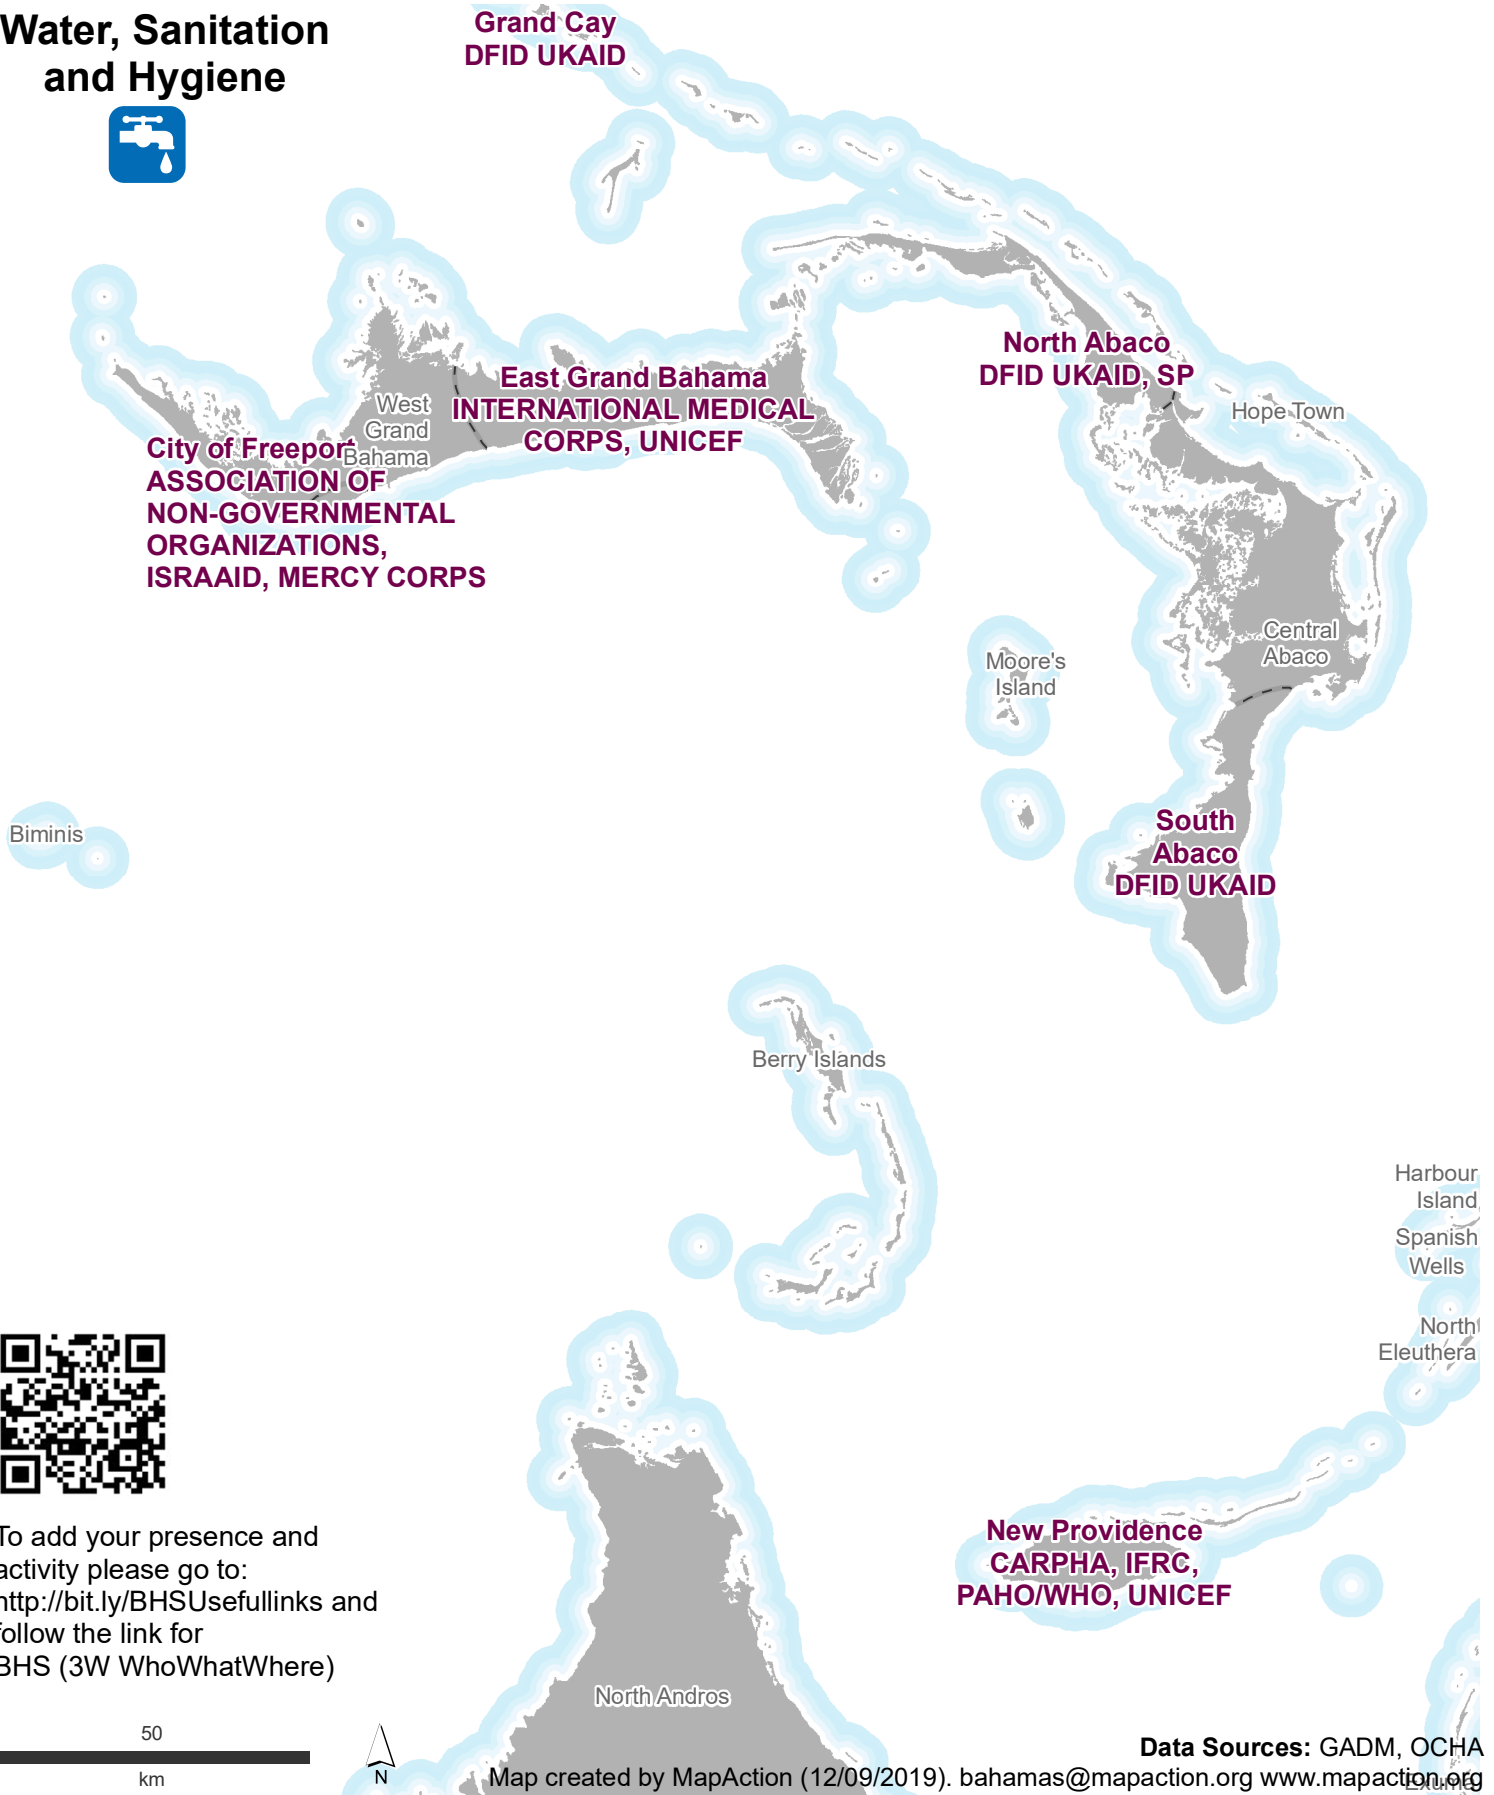 Water, Sanitation
and Hygiene
Grand Cay
DFID UKAID
North Abaco
DFID UKAID, SP
Hope Town
East Grand Bahama
INTERNATIONAL MEDICAL
CORPS, UNICEF
West
Grand
Bahama
City of Freeport
ASSOCIATION OF
NON-GOVERNMENTAL
ORGANIZATIONS,
ISRAAID, MERCY CORPS
Central
Abaco
Moore's
Island
Biminis
South
Abaco
DFID UKAID
Berry Islands
Harbour
Island
Spanish
Wells
North
Eleuthera
New Providence
CARPHA, IFRC,
PAHO/WHO, UNICEF
To add your presence and
activity please go to:
http://bit.ly/BHSUsefullinks and
follow the link for
BHS (3W WhoWhatWhere)
North Andros
50
km
N
Data Sources: GADM, OCHA
Map created by MapAction (12/09/2019). bahamas@mapaction.org www.mapaction.org
Exuma